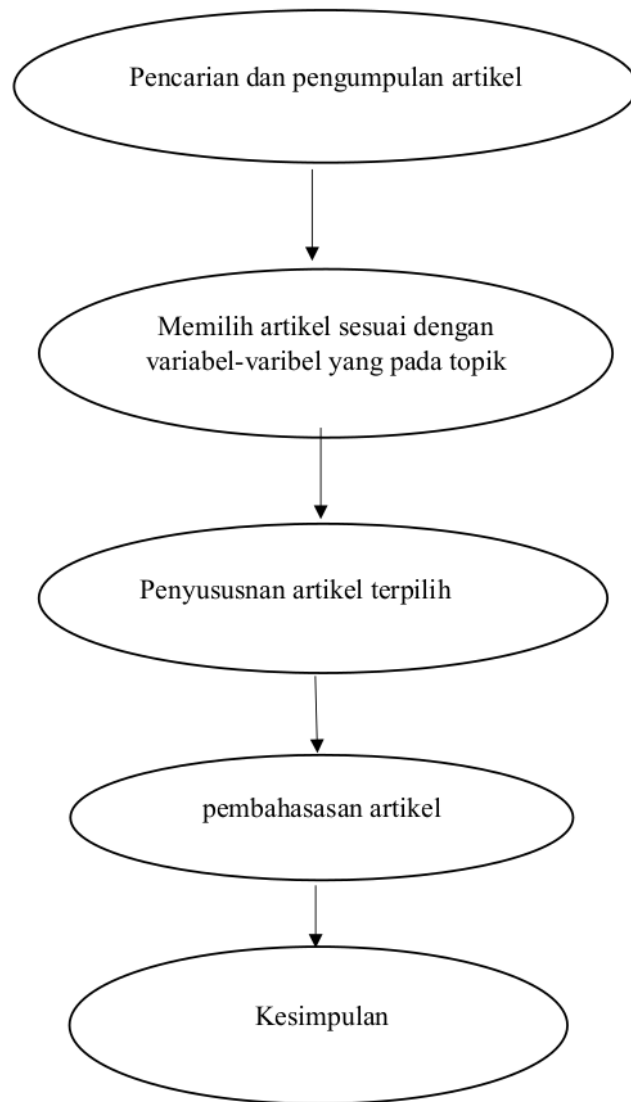 Pencarian dan pengumpulan artikel
Memilih artikel sesuai dengan
variabel-varibel yang pada topik
Penyususnan artikel terpilih
pembahasasan artikel
Kesimpulan